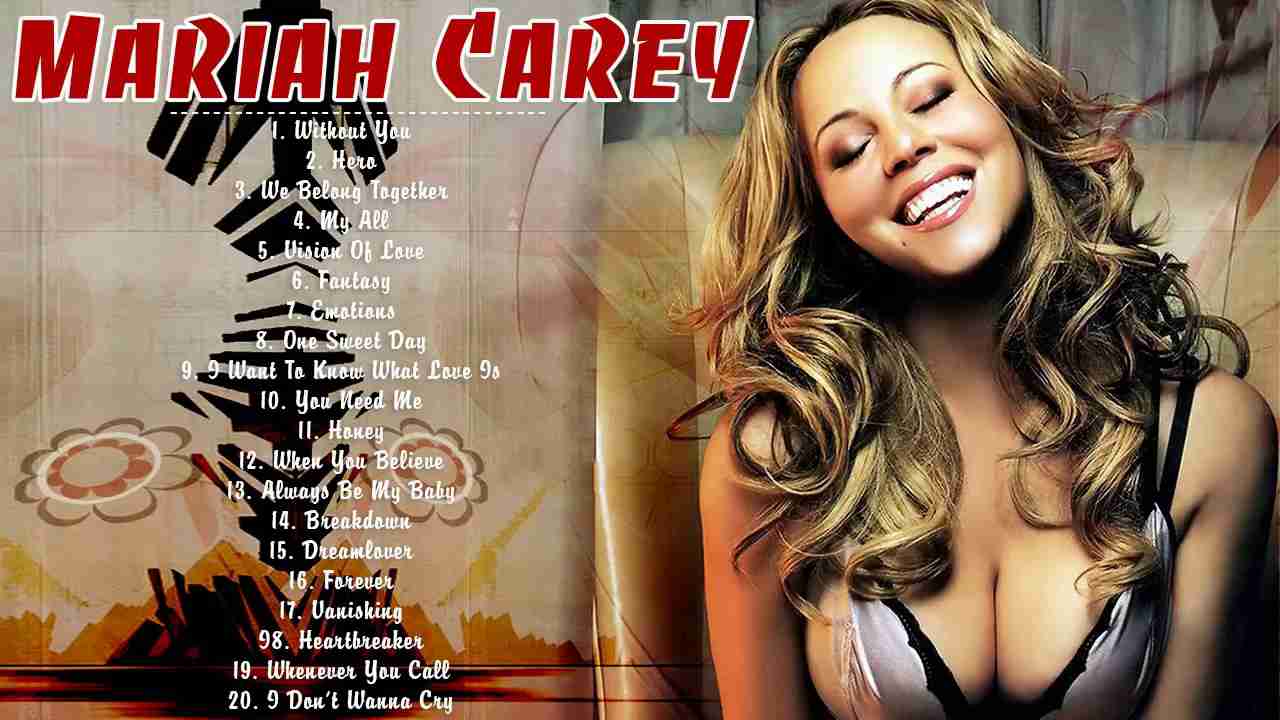 MARIAH CAREY
1. Without You
2. Hero
3. We Belong Together
4. My All
5. Vision Of Love
6. Fantasy
7. Emotions
8. One Sweet Day
9. I Want To Know What Love Is
10. You Need Me
11. Honey
12. When You Believe
13. Always Be My Baby
14. Breakdown
15. Dreamlover
16. Forever
17. Vanishing
98. Heartbreaker
19. Whenever You Call
20. I Don't Wanna Cry